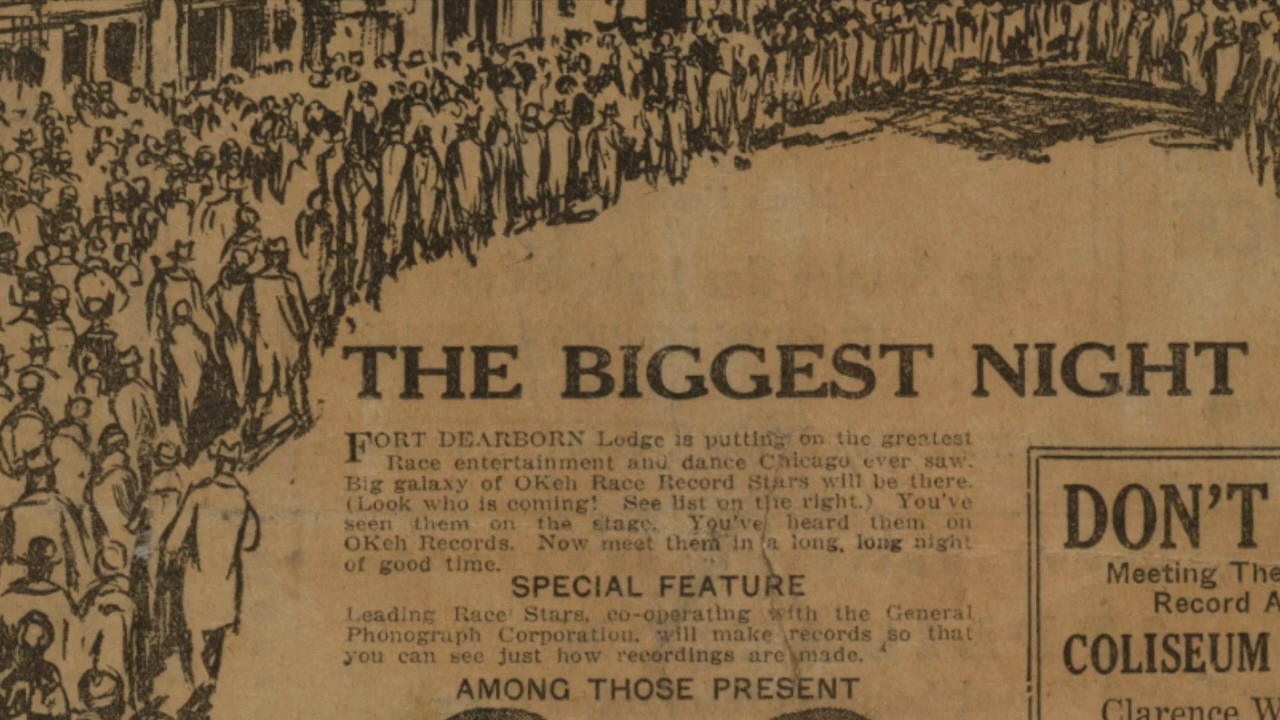 THE BIGGEST NIGHT
FORT DEARBORN Lodge is putting on the greatest
Race entertainment and dance Chicago ever saw.
Big galaxy of OKeh Race Record Stars will be there.
(Look who is coming! See list on the right.) You've
seen them on the stage. You've heard them on
OKeh Records. Now meet them in a long, long night
of good time.
SPECIAL FEATURE
Leading Race Stars, co-operating with the General
Phonograph Corporation, will make records so that
you can see just how recordings are made.
AMONG THOSE PRESENT
DON'T
Meeting The
Record A
COLISEUM
Clarence W